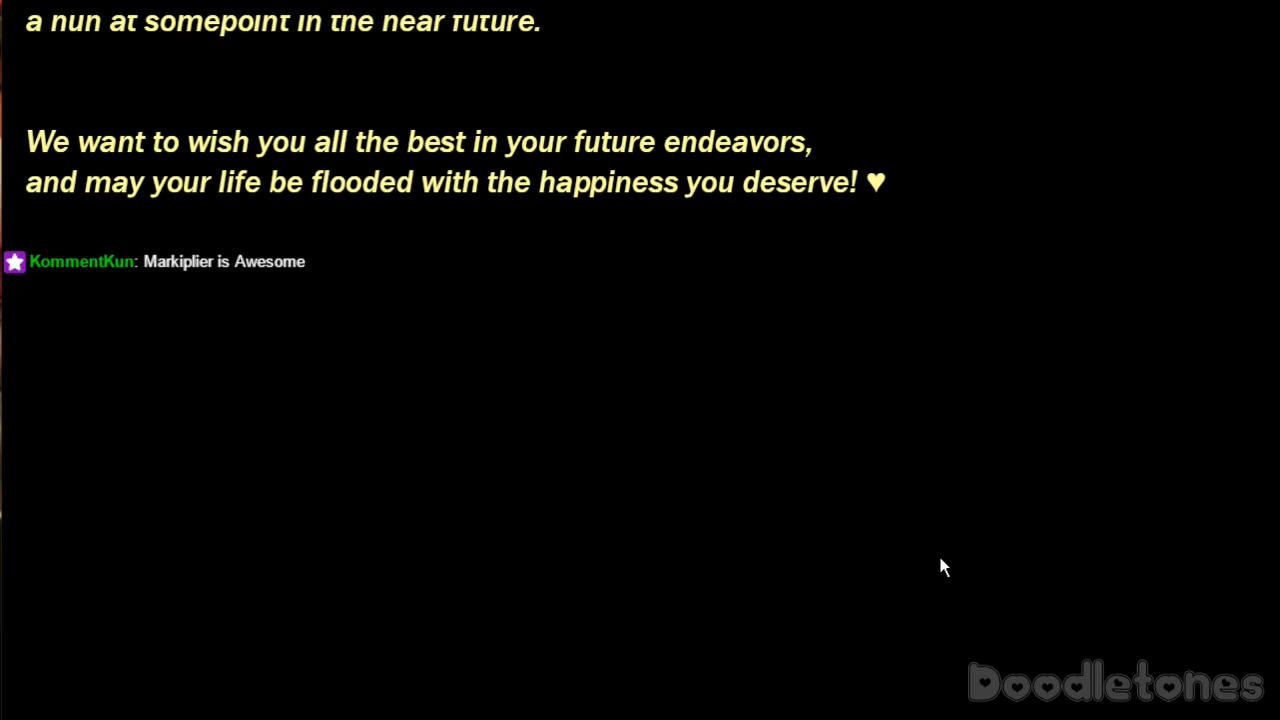 a nun at somepoint in the near future.
We want to wish you all the best in your future endeavors,
and may your life be flooded with the happiness you deserve! ♥
KommentKun: Markiplier is Awesome
Doodletones